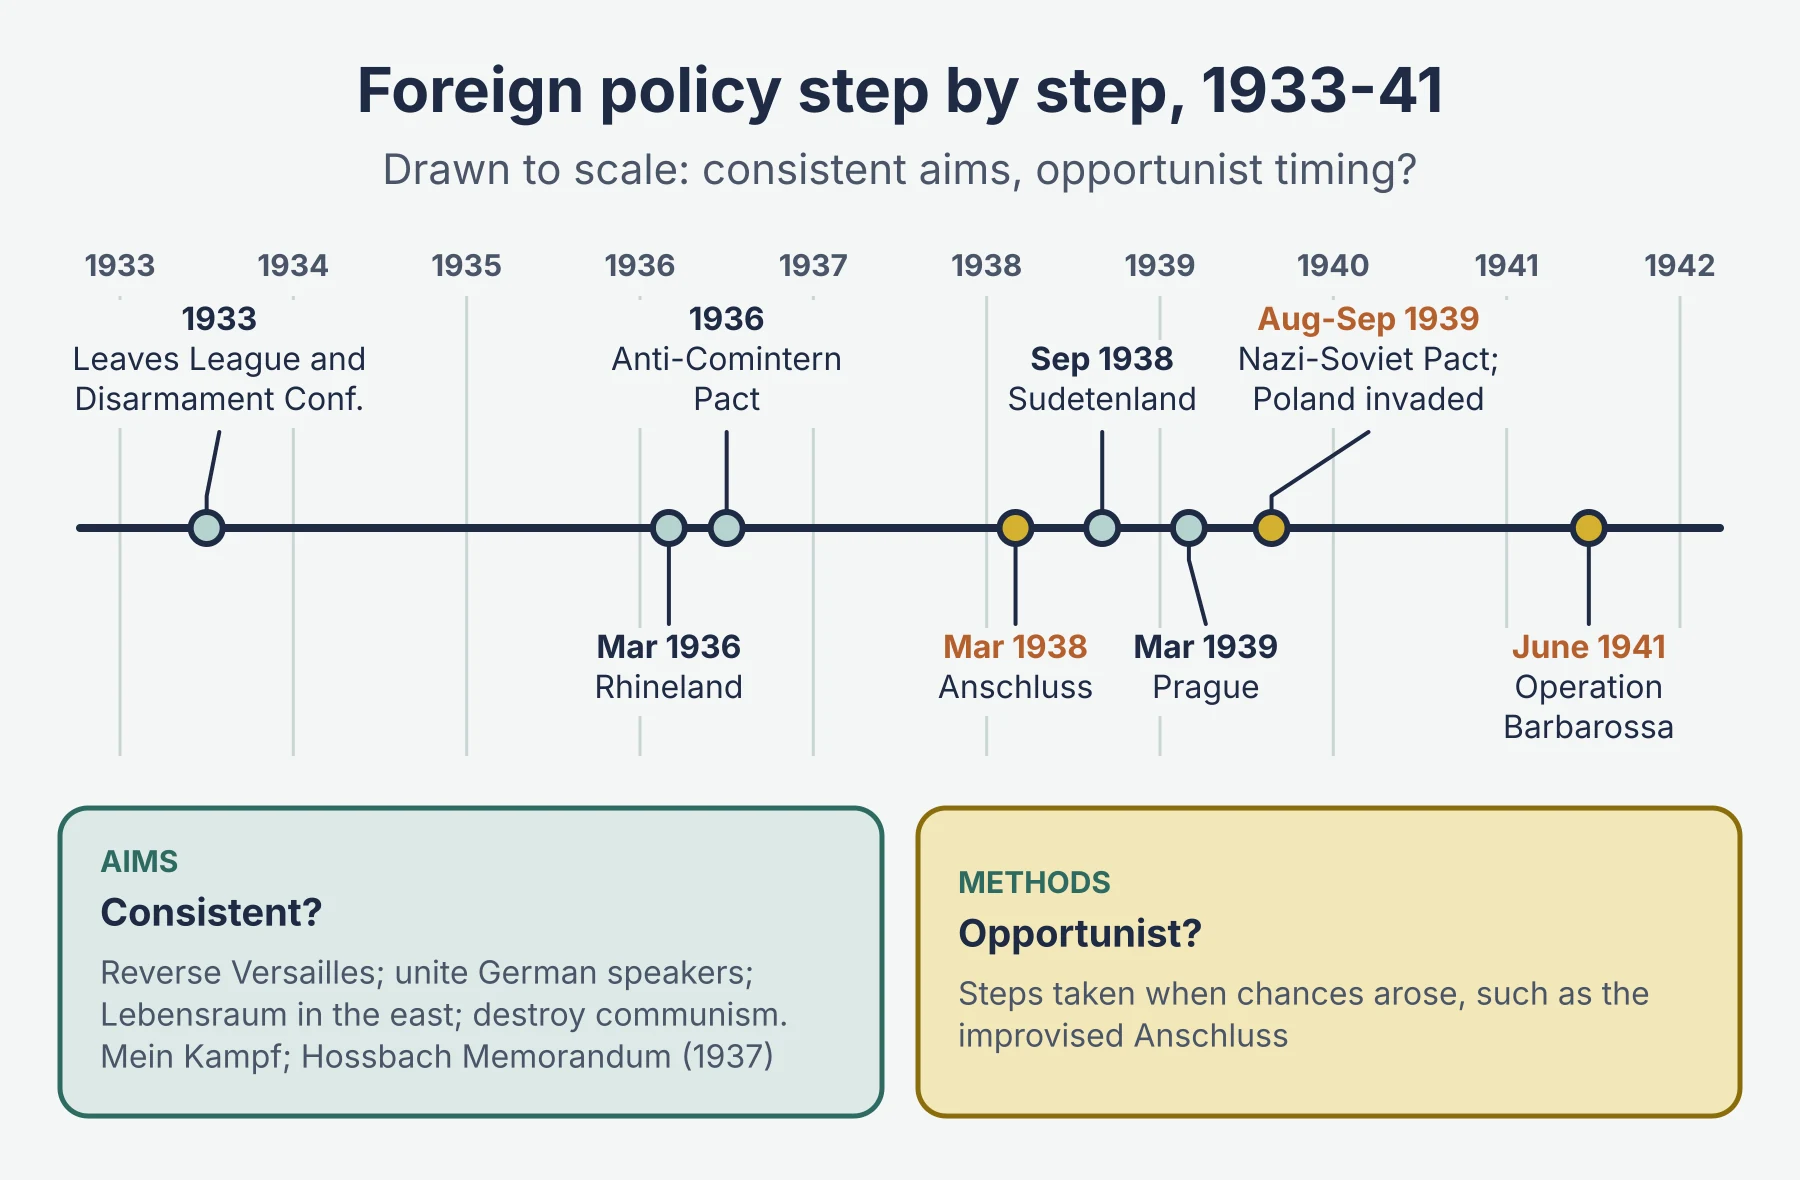 Foreign policy step by step, 1933-41
Drawn to scale: consistent aims, opportunist timing?
1933 1934 1935 1936 1937 1938 1939 1940 1941 1942
1933
Leaves League and
Disarmament Conf.
1936
Anti-Comintern
Pact
Sep 1938
Sudetenland
Aug-Sep 1939
Nazi-Soviet Pact;
Poland invaded
Mar 1936
Rhineland
Mar 1938
Anschluss
Mar 1939
Prague
June 1941
Operation
Barbarossa
AIMS
Consistent?
Reverse Versailles; unite German speakers;
Lebensraum in the east; destroy communism.
Mein Kampf; Hossbach Memorandum (1937)
METHODS
Opportunist?
Steps taken when chances arose, such as the
improvised Anschluss